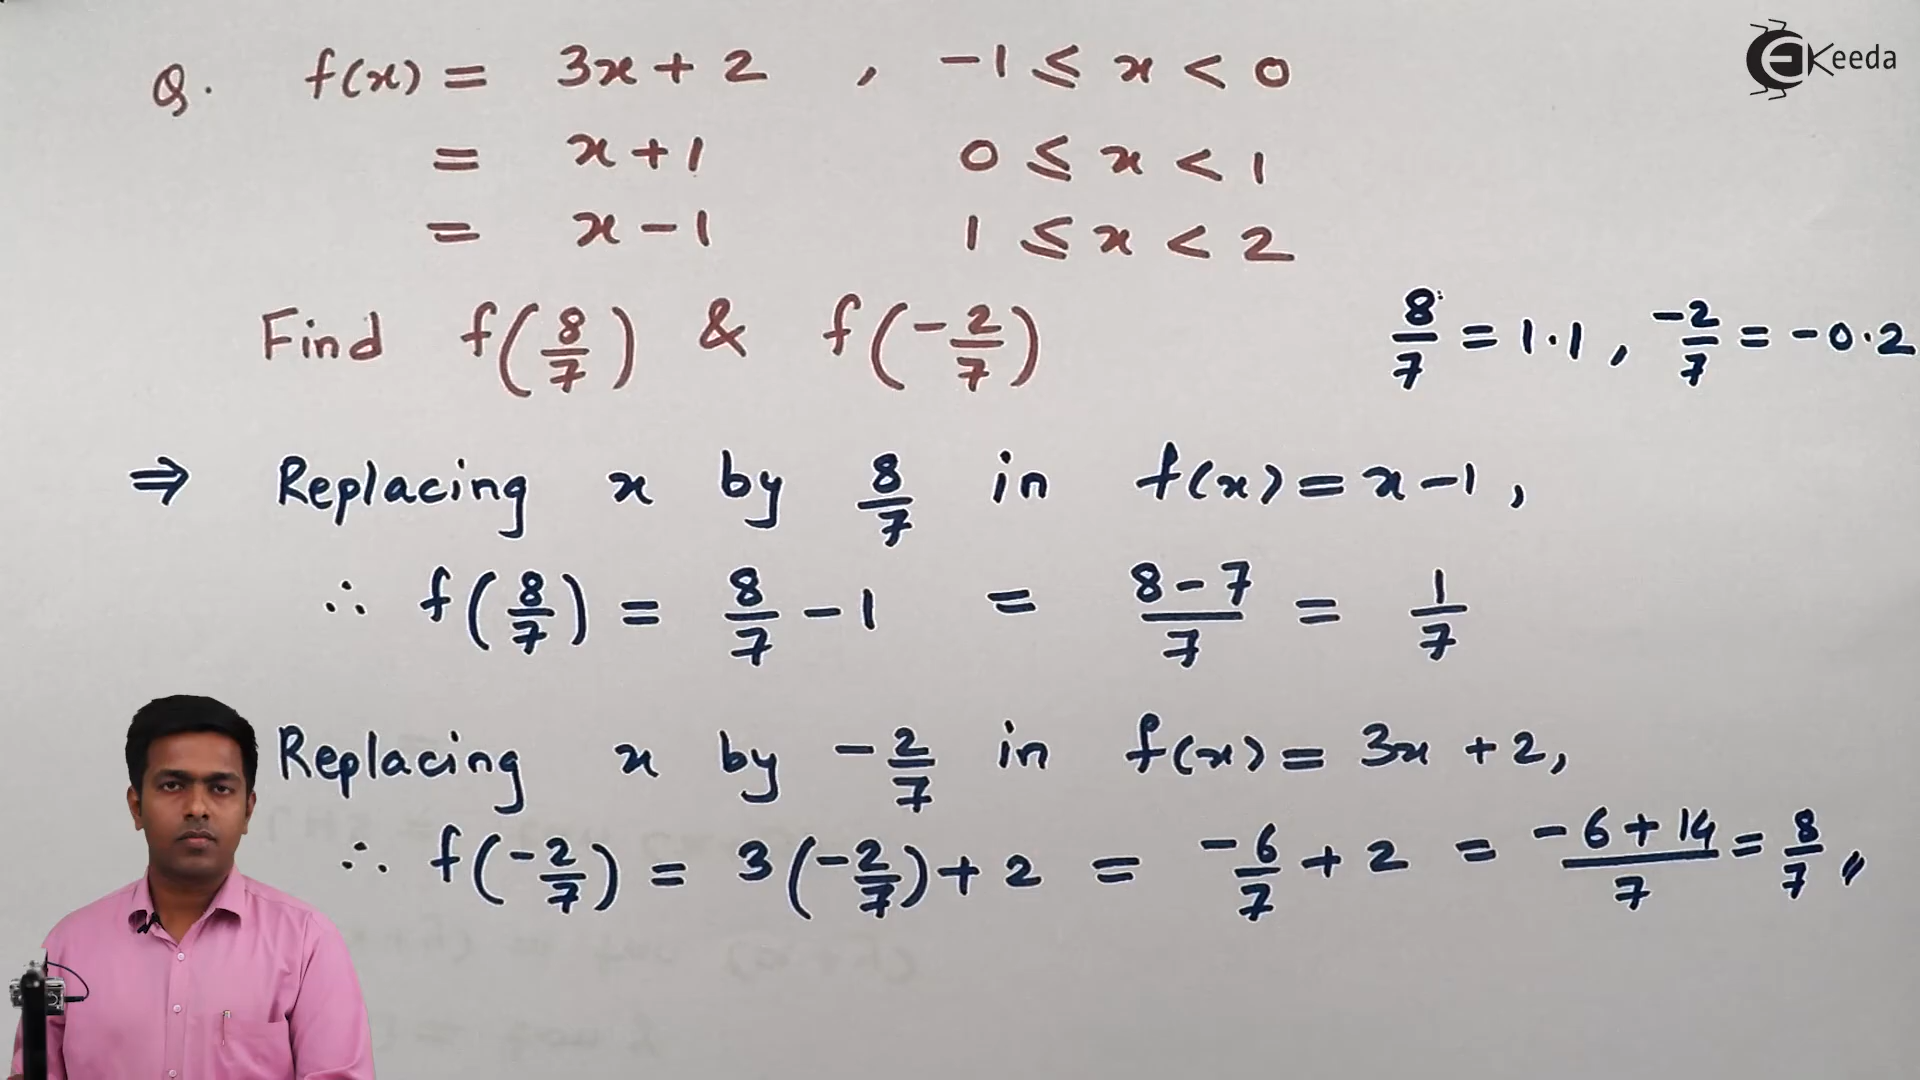 Keeda
Q. f(x) = 3x + 2 , -1 ≤ x < 0
= x + 1 0 ≤ x < 1
= x - 1 1 ≤ x < 2
Find f(8/7) & f(-2/7)
8/7 = 1.1 , -2/7 = -0.2
⇒ Replacing x by 8/7 in f(x) = x - 1 ,
∴ f(8/7) = 8/7 - 1 = (8 - 7)/7 = 1/7
Replacing x by -2/7 in f(x) = 3x + 2,
∴ f(-2/7) = 3(-2/7) + 2 = -6/7 + 2 = (-6 + 14)/7 = 8/7 //